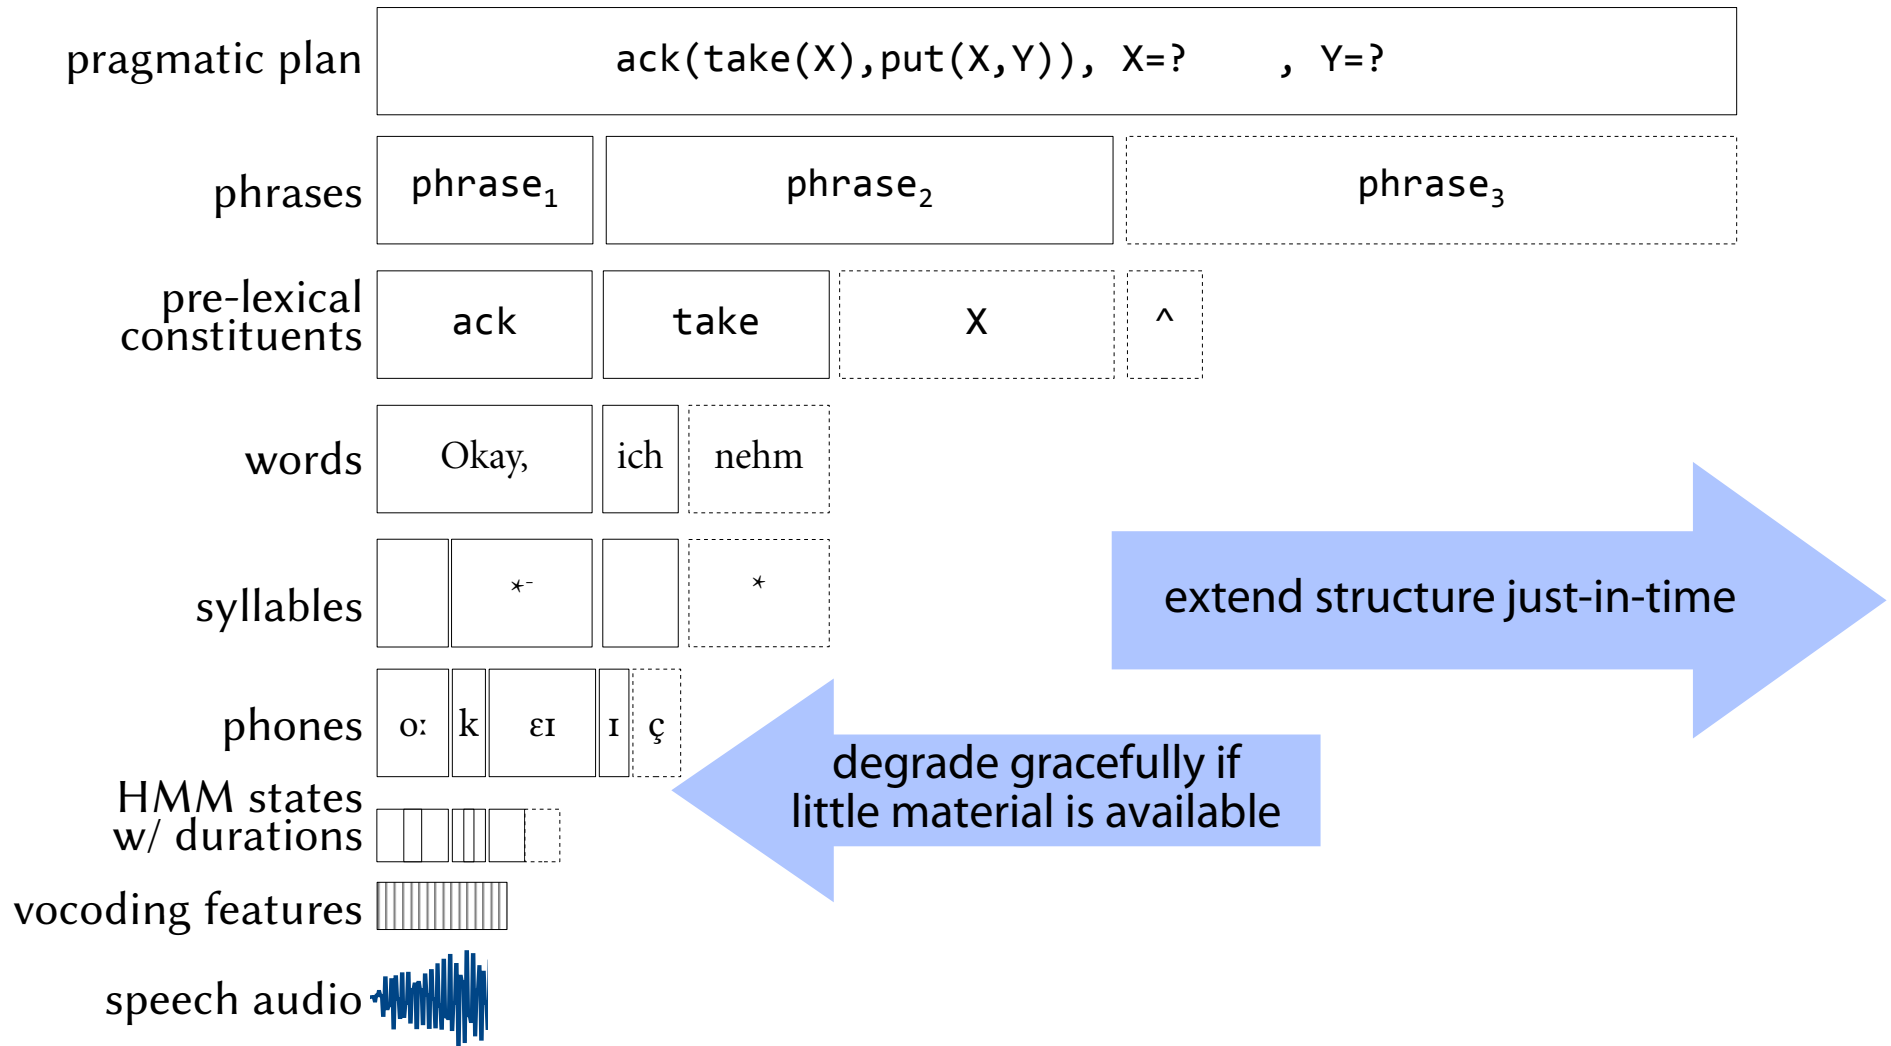 pragmatic plan ack(take(X),put(X,Y)), X=? , Y=?
phrases phrase₁ phrase₂ phrase₃
pre-lexical
constituents ack take X ^
words Okay, ich nehm
syllables *- *
extend structure just-in-time
phones oː k ɛɪ ɪ ç
degrade gracefully if
little material is available
HMM states
w/ durations
vocoding features
speech audio